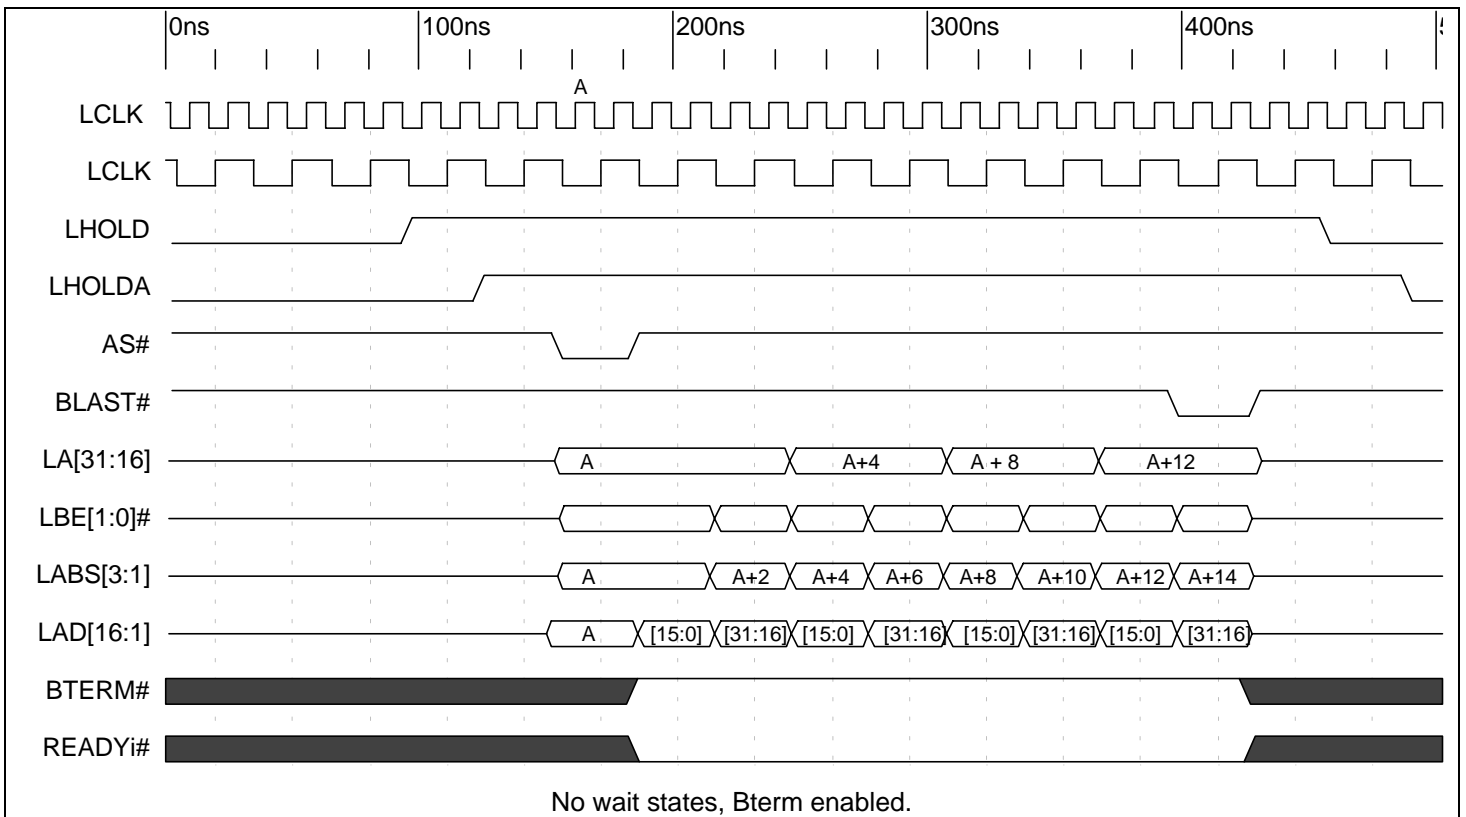 0ns 100ns 200ns 300ns 400ns
A
LCLK
LCLK
LHOLD
LHOLDA
AS#
BLAST#
LA[31:16] A A+4 A + 8 A+12
LBE[1:0]#
LABS[3:1] A A+2 A+4 A+6 A+8 A+10 A+12 A+14
LAD[16:1] A [15:0] [31:16] [15:0] [31:16] [15:0] [31:16] [15:0] [31:16]
BTERM#
READYi#
No wait states, Bterm enabled.